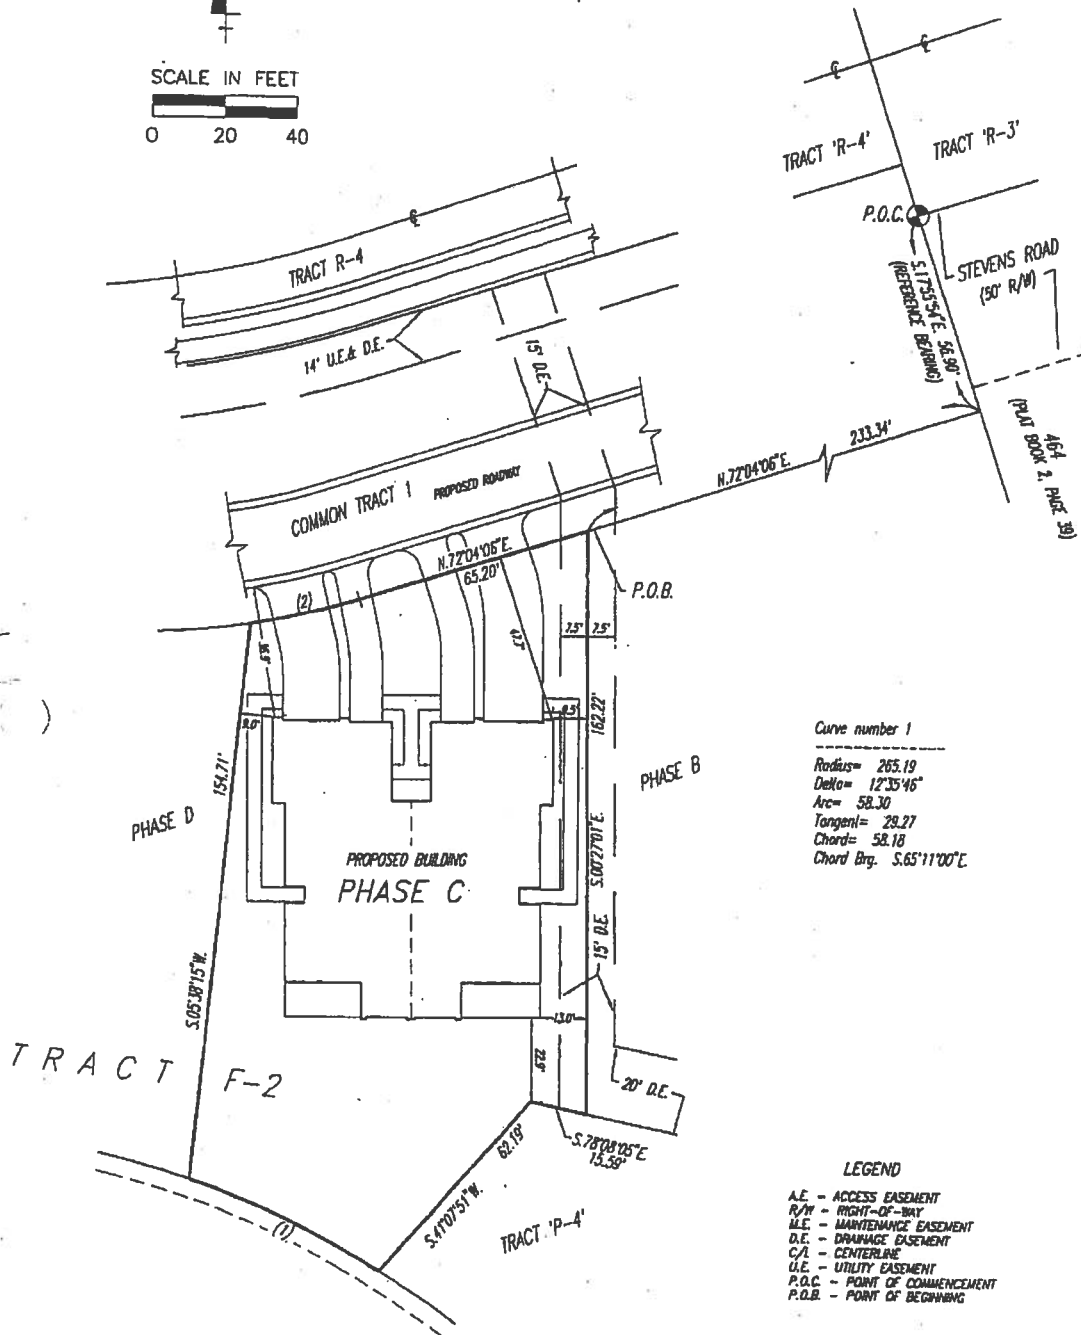 SCALE IN FEET
0 20 40
TRACT 'R-4'
TRACT 'R-3'
P.O.C.
STEVENS ROAD
(50' R/W)
S.17°55'54"E. 56.90'
(REFERENCE BEARING)
TRACT R-4
14' U.E.& D.E.
15' D.E.
464
(PLAT BOOK 2, PAGE 39)
233.34'
N.72°04'06"E.
COMMON TRACT 1
PROPOSED ROADWAY
N.72°04'06"E.
65.20'
(2)
P.O.B.
7.5' 7.5'
9.0'
9.5'
162.22'
154.71'
PHASE D
PHASE B
Curve number 1
Radius= 265.19
Delta= 12°35'46"
Arc= 58.30
Tangent= 29.27
Chord= 58.18
Chord Brg. S.65°11'00"E.
PROPOSED BUILDING
PHASE C
S.00°27'01"E.
15' D.E.
S.05°38'15"W.
13.0'
22.9'
TRACT F-2
20' D.E.
S.78°08'05"E
15.59'
62.19'
S.41°07'51"W.
(1)
TRACT 'P-4'
LEGEND
A.E. - ACCESS EASEMENT
R/W - RIGHT-OF-WAY
M.E. - MAINTENANCE EASEMENT
D.E. - DRAINAGE EASEMENT
C/L - CENTERLINE
U.E. - UTILITY EASEMENT
P.O.C. - POINT OF COMMENCEMENT
P.O.B. - POINT OF BEGINNING